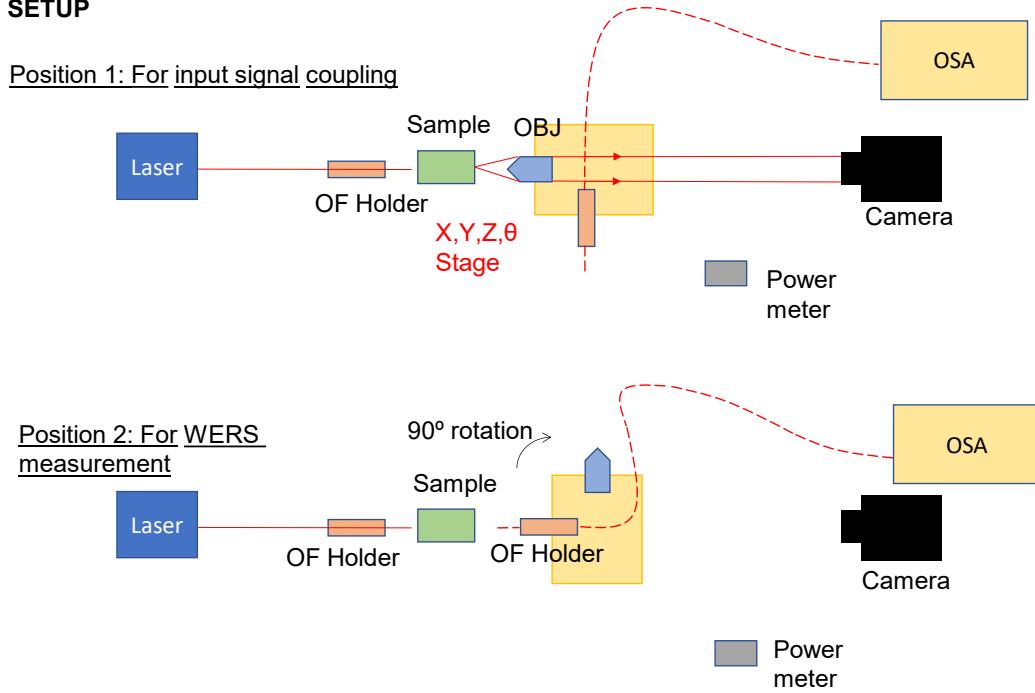 SETUP
Position 1: For input signal coupling
OSA
Sample
OBJ
Laser
OF Holder
Camera
X,Y,Z,θ
Stage
Power
meter
Position 2: For WERS
measurement
90º rotation
OSA
Sample
Laser
OF Holder
OF Holder
Camera
Power
meter